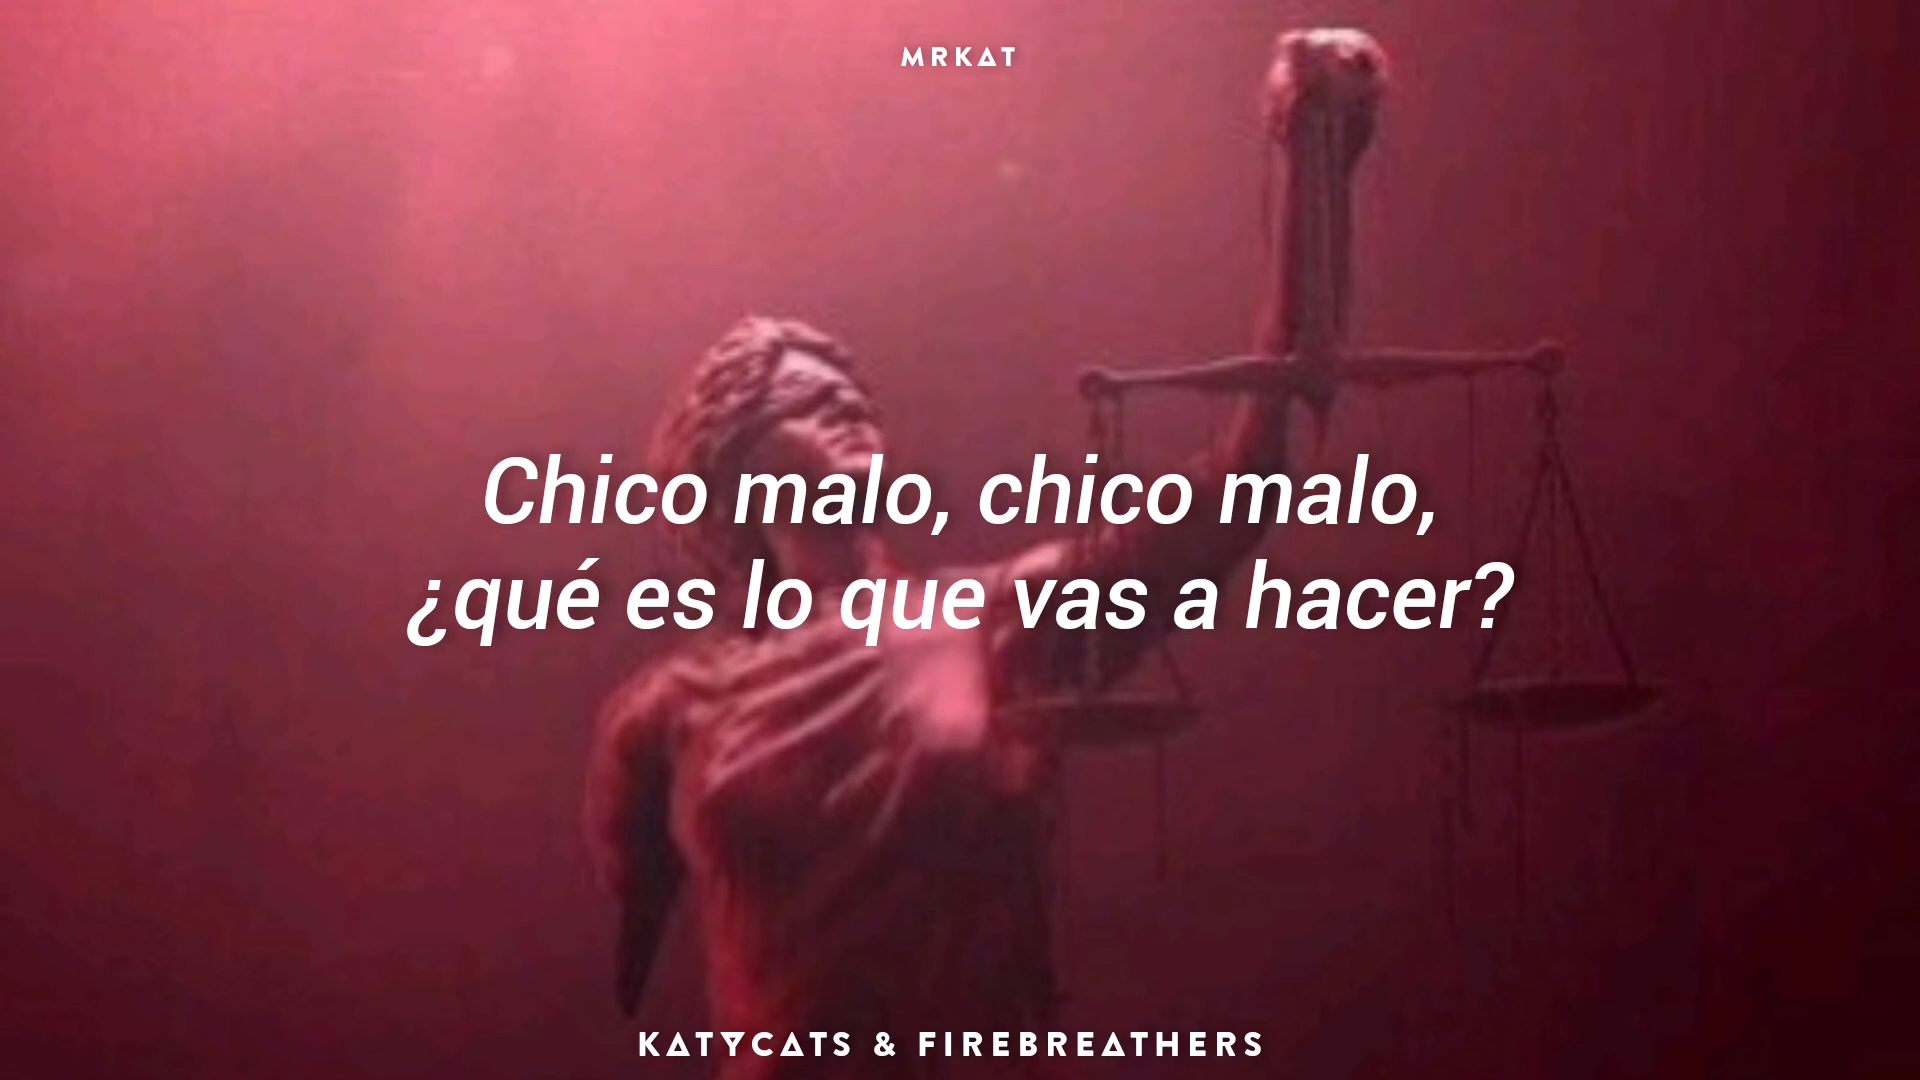 MRKAT
Chico malo, chico malo,
¿qué es lo que vas a hacer?
KATYCATS & FIREBREATHERS